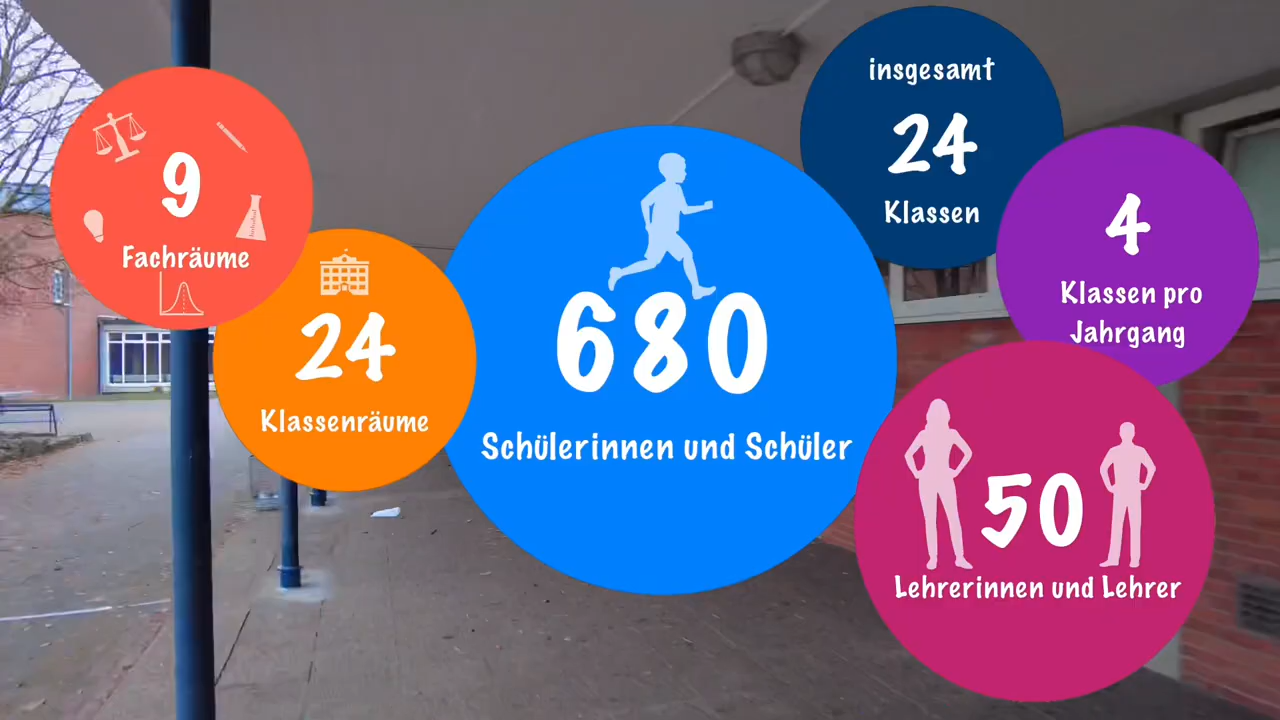 9
Fachräume
24
Klassenräume
680
Schülerinnen und Schüler
insgesamt
24
Klassen
4
Klassen pro
Jahrgang
50
Lehrerinnen und Lehrer